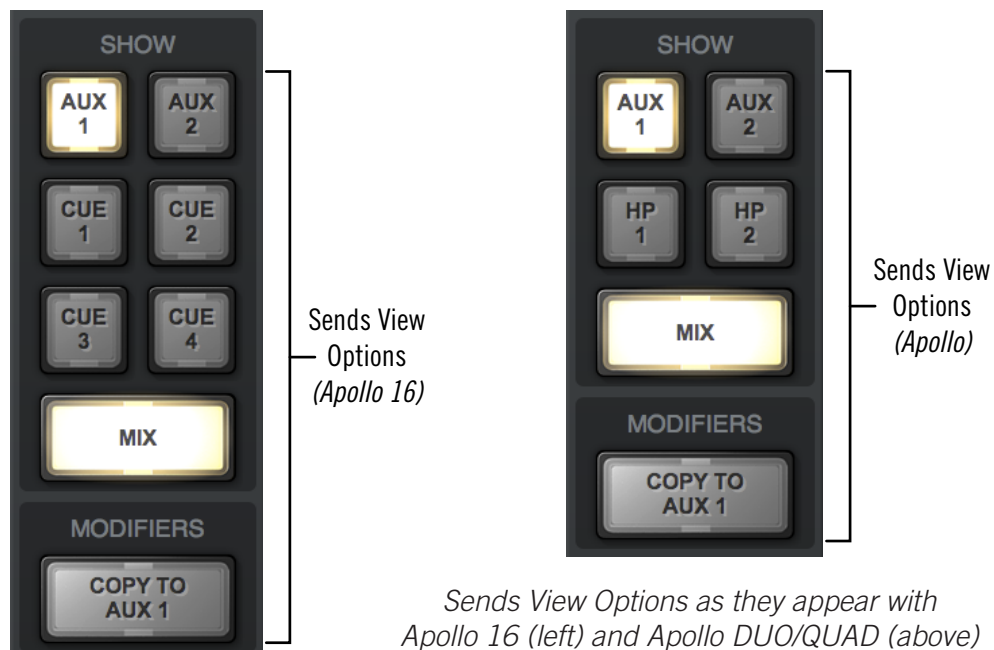 SHOW
AUX
1
AUX
2
CUE
1
CUE
2
CUE
3
CUE
4
MIX
MODIFIERS
COPY TO
AUX 1
Sends View
Options
(Apollo 16)
SHOW
AUX
1
AUX
2
HP
1
HP
2
MIX
MODIFIERS
COPY TO
AUX 1
Sends View
Options
(Apollo)
Sends View Options as they appear with
Apollo 16 (left) and Apollo DUO/QUAD (above)